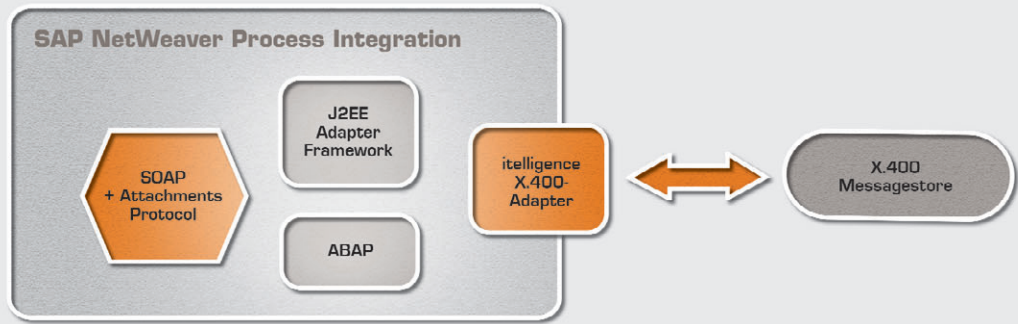 SAP NetWeaver Process Integration
SOAP
+ Attachments
Protocol
J2EE
Adapter
Framework
ABAP
itelligence
X.400-
Adapter
X.400
Messagestore